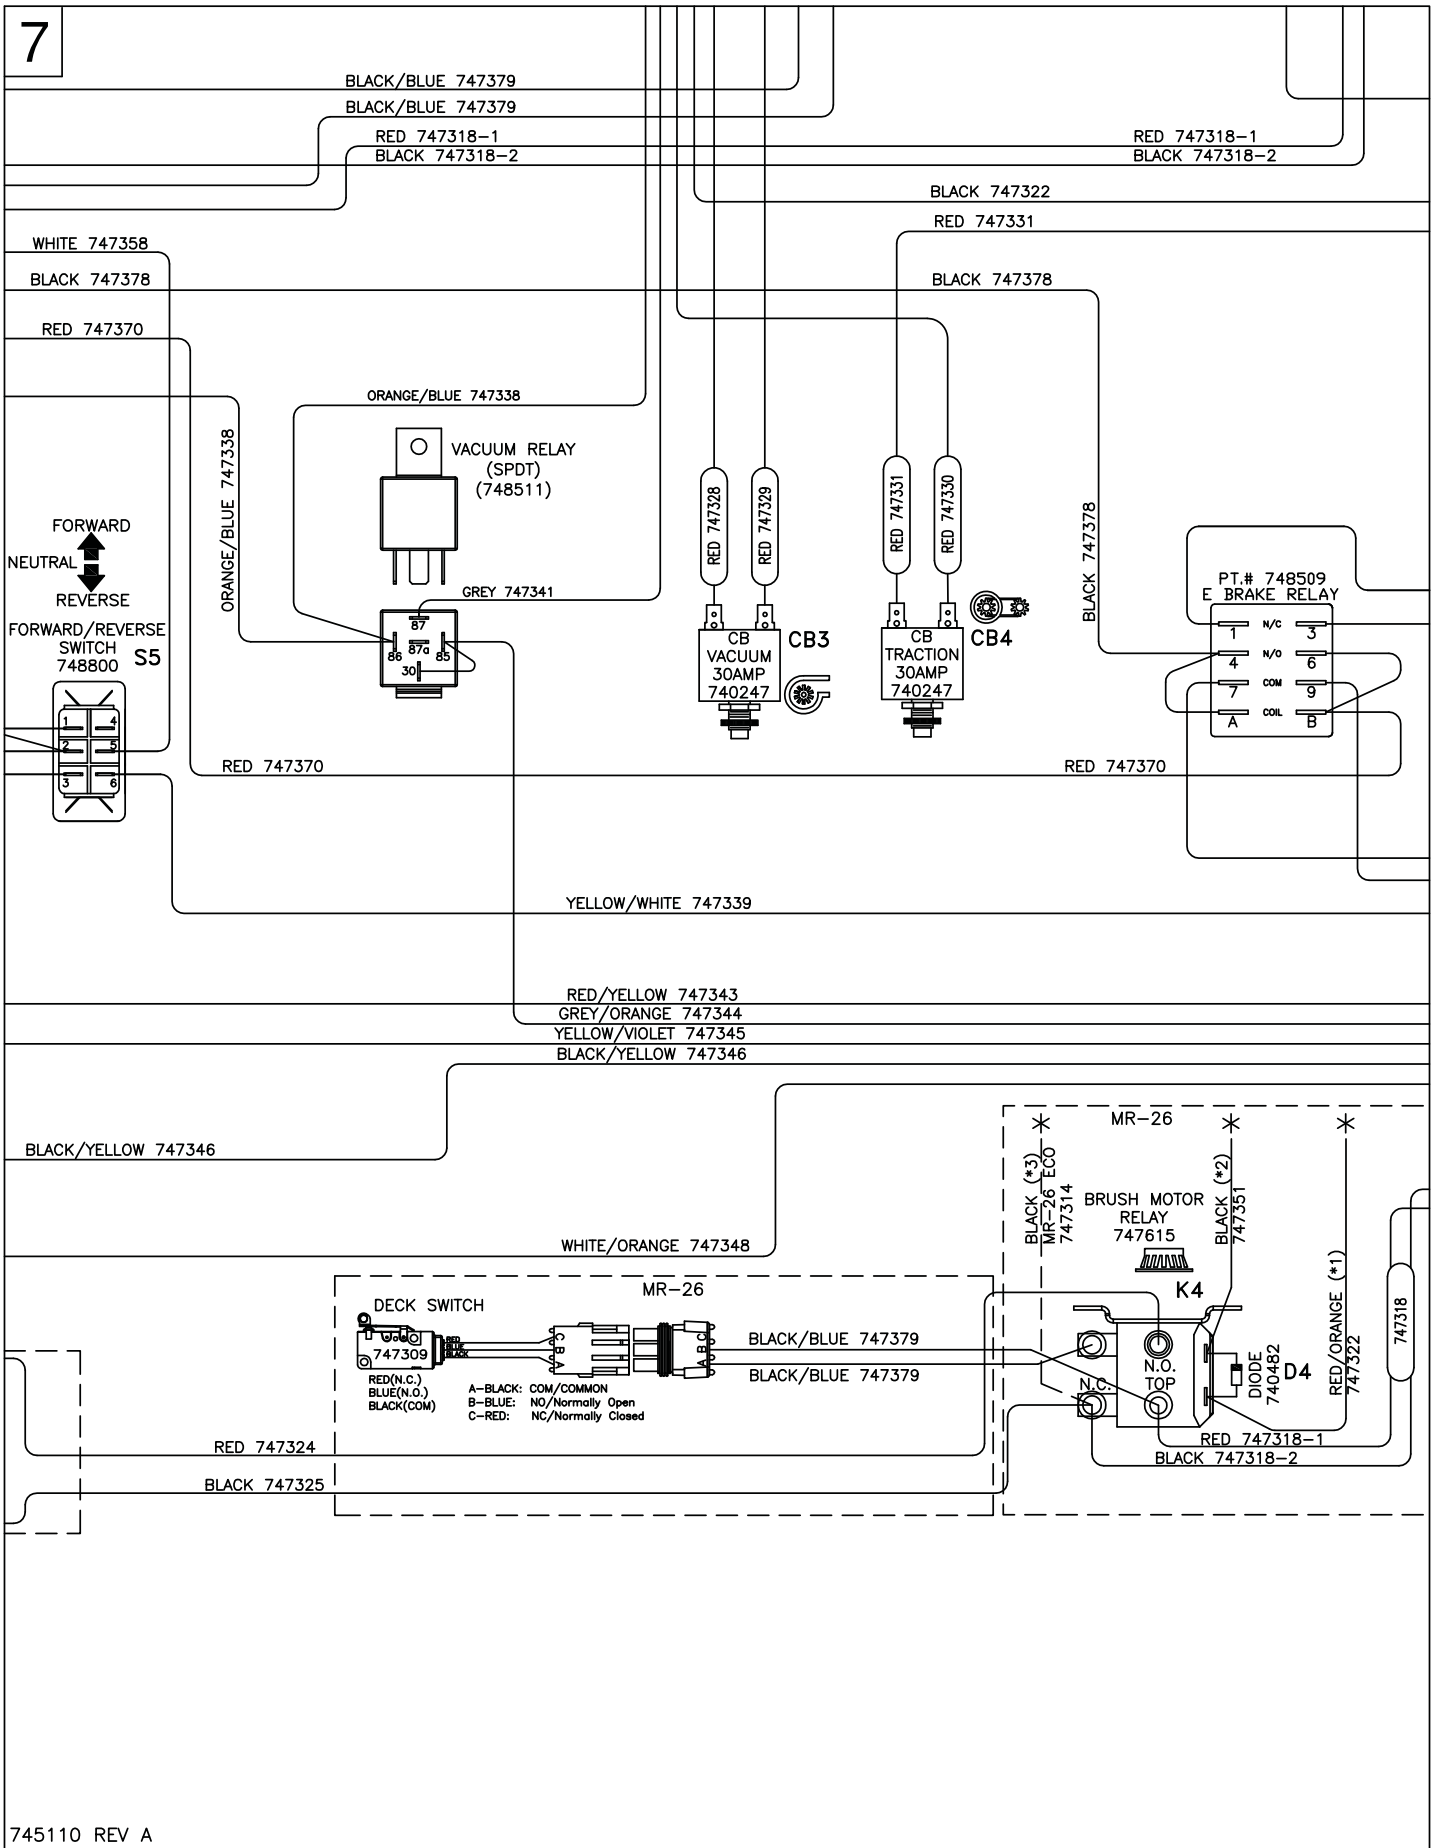 7
BLACK/BLUE 747379
BLACK/BLUE 747379
RED 747318-1
RED 747318-1
BLACK 747318-2
BLACK 747318-2
BLACK 747322
RED 747331
WHITE 747358
BLACK 747378
BLACK 747378
RED 747370
ORANGE/BLUE 747338
ORANGE/BLUE 747338
VACUUM RELAY
(SPDT)
(748511)
RED 747328
RED 747329
RED 747331
RED 747330
BLACK 747378
FORWARD
NEUTRAL
REVERSE
FORWARD/REVERSE
SWITCH
748800
S5
1
4
2
5
3
6
GREY 747341
87
86
87a
85
30
CB
VACUUM
30AMP
740247
CB3
CB
TRACTION
30AMP
740247
CB4
PT.# 748509
E BRAKE RELAY
1 N/C 3
4 N/O 6
7 COM 9
A COIL B
RED 747370
RED 747370
YELLOW/WHITE 747339
RED/YELLOW 747343
GREY/ORANGE 747344
YELLOW/VIOLET 747345
BLACK/YELLOW 747346
BLACK/YELLOW 747346
WHITE/ORANGE 747348
MR-26
BLACK (*3)
MR-26 ECO
747314
BRUSH MOTOR
RELAY
747615
K4
BLACK (*2)
747351
RED/ORANGE (*1)
747322
747318
N.O.
TOP
N.C.
DIODE
740482
D4
RED 747318-1
BLACK 747318-2
MR-26
DECK SWITCH
747309
RED
BLUE
BLACK
C
B
A
A B C
RED(N.C.)
BLUE(N.O.)
BLACK(COM)
A-BLACK: COM/COMMON
B-BLUE: NO/Normally Open
C-RED: NC/Normally Closed
BLACK/BLUE 747379
BLACK/BLUE 747379
RED 747324
BLACK 747325
745110 REV A